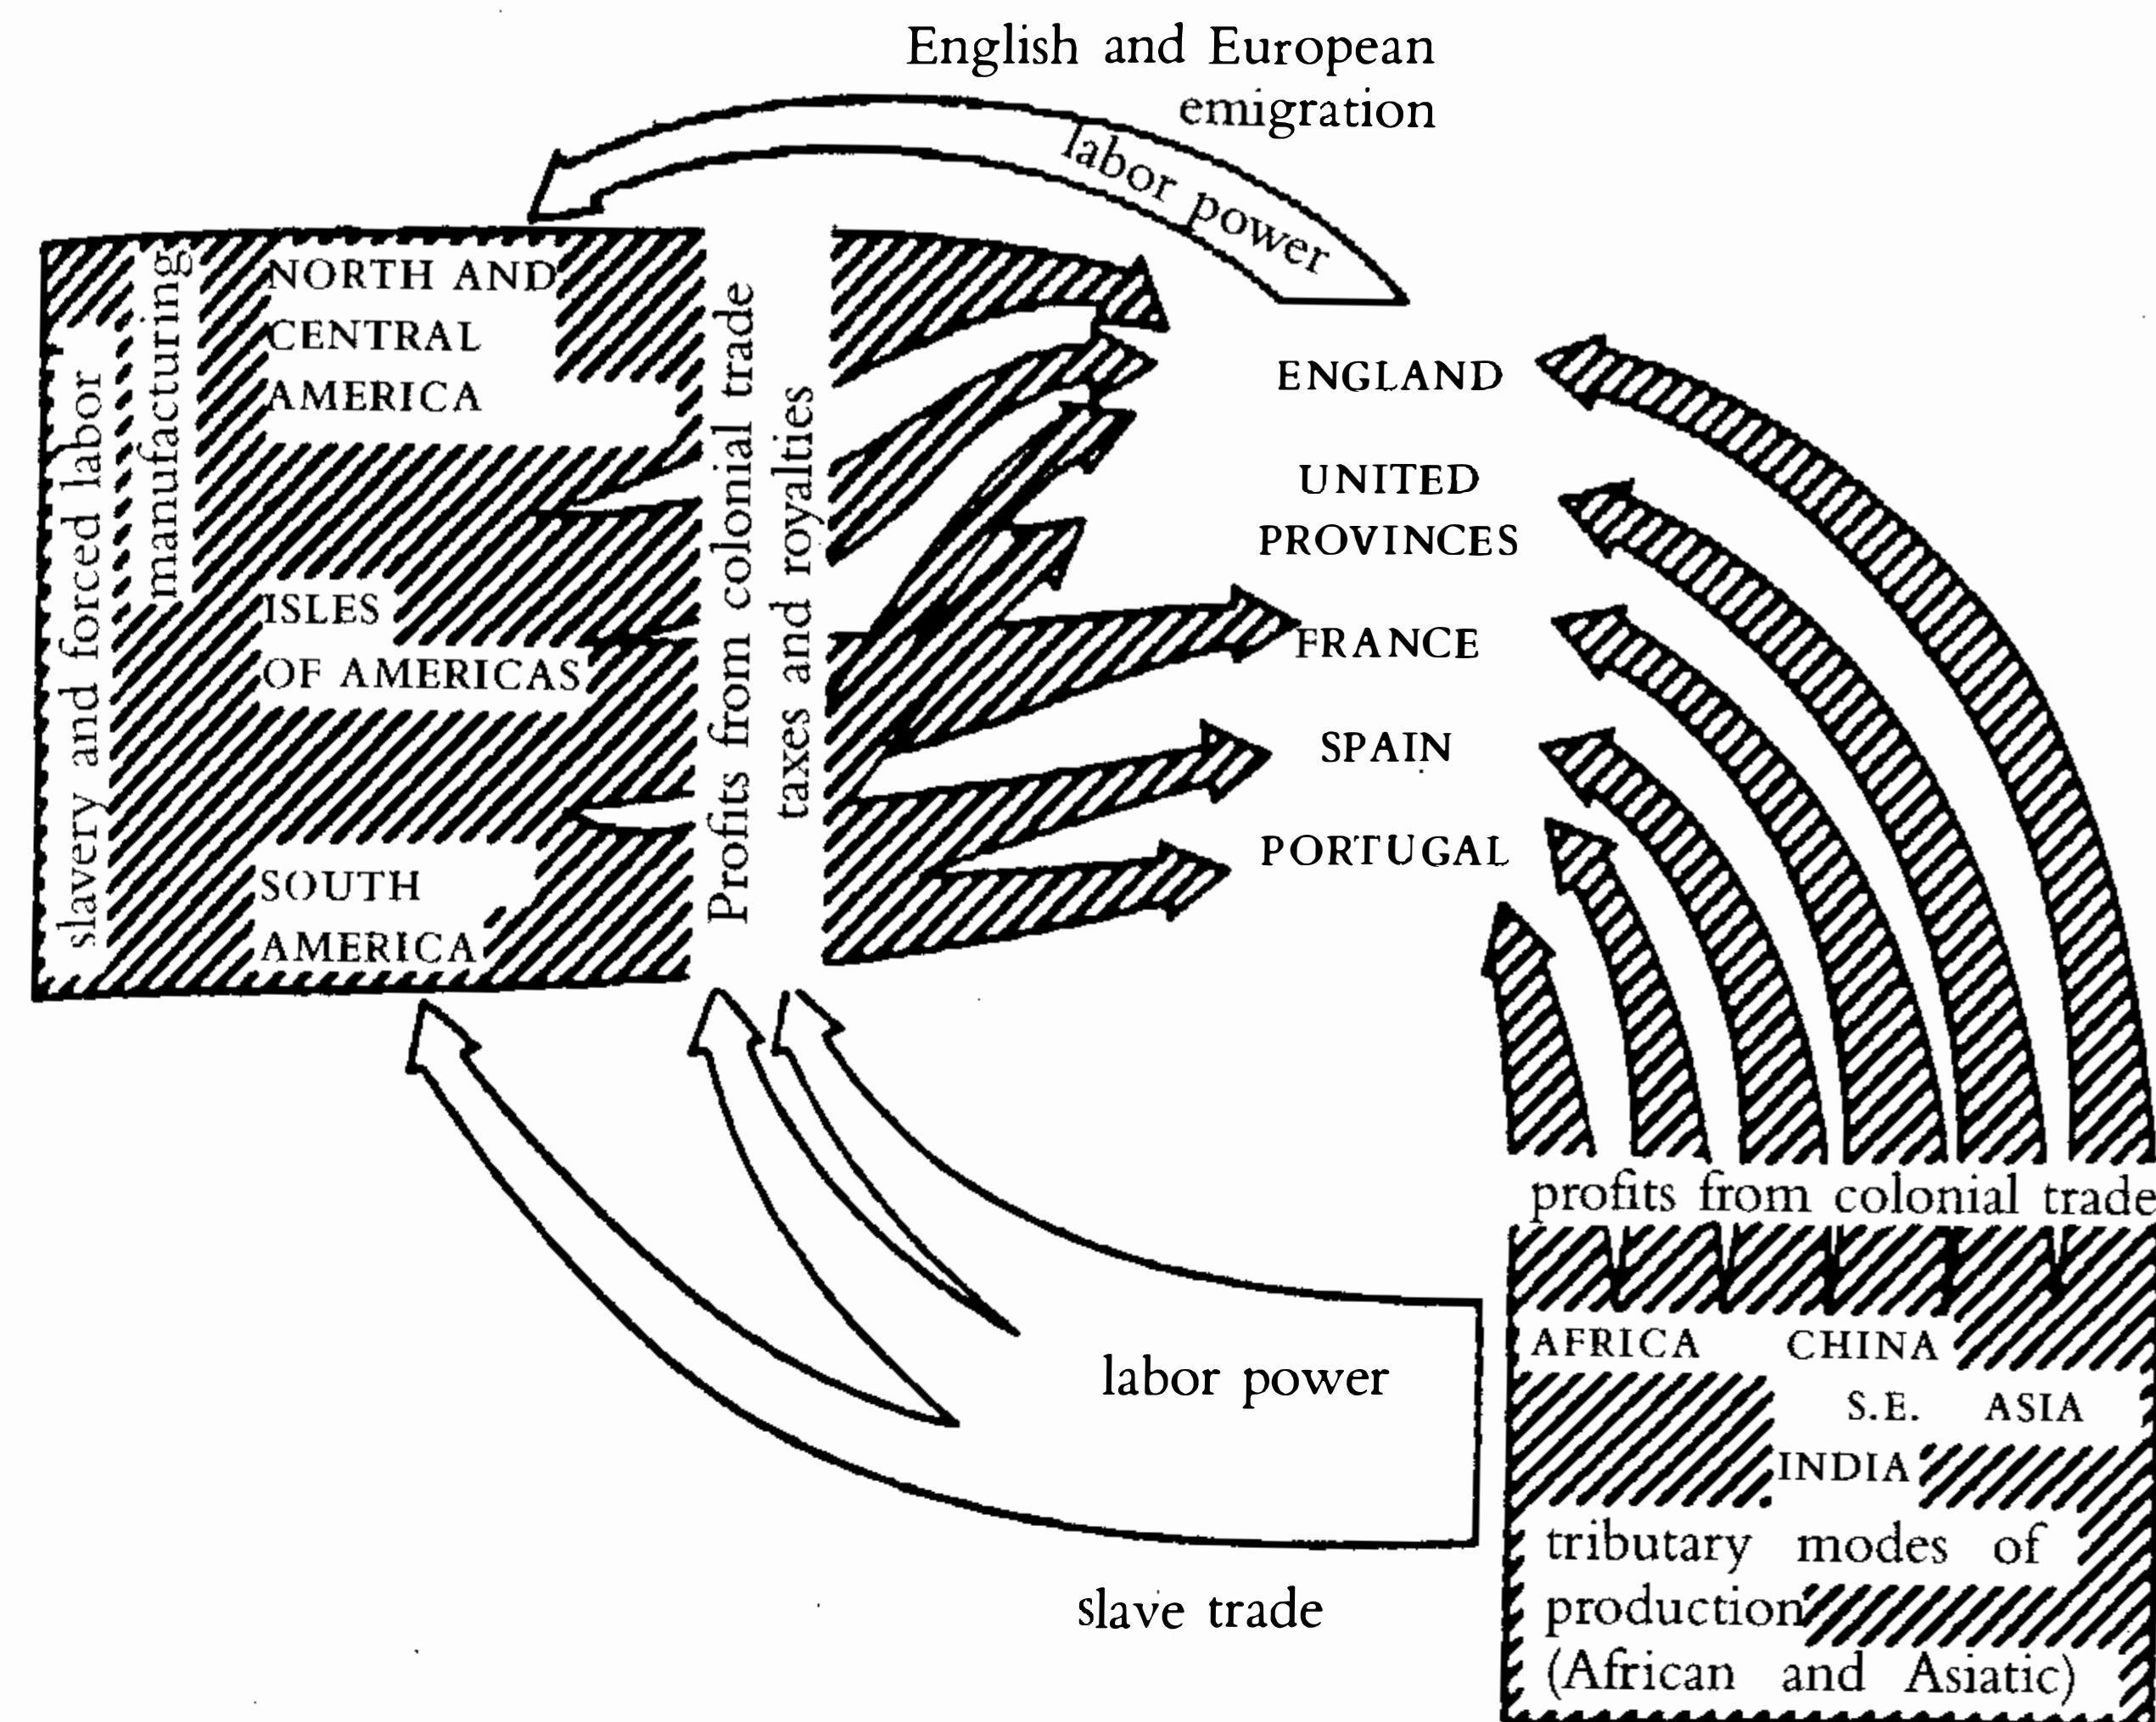 English and European
emigration
labor power
slavery and forced labor
manufacturing
NORTH AND
CENTRAL
AMERICA
ISLES
OF AMERICAS
SOUTH
AMERICA
Profits from colonial trade
taxes and royalties
ENGLAND
UNITED
PROVINCES
FRANCE
SPAIN
PORTUGAL
profits from colonial trade
AFRICA CHINA
S.E. ASIA
INDIA
tributary modes of
production
(African and Asiatic)
labor power
slave trade